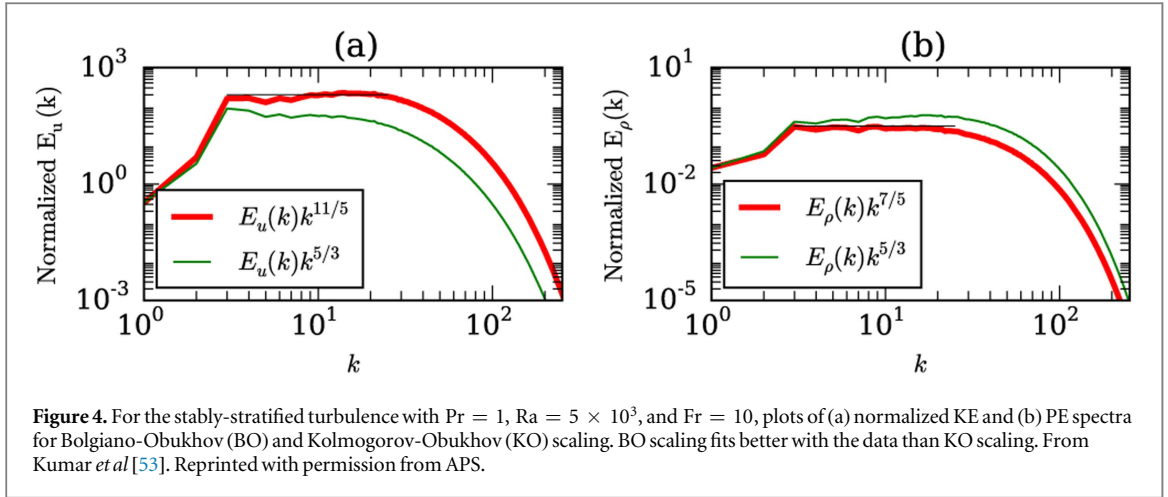 (a)
(b)
Normalized E_u(k)
10^3
10^0
10^-3
E_u(k)k^{11/5}
E_u(k)k^{5/3}
10^0
10^1
10^2
k
Normalized E_ρ(k)
10^1
10^-2
10^-5
E_ρ(k)k^{7/5}
E_ρ(k)k^{5/3}
10^0
10^1
10^2
k
Figure 4. For the stably-stratified turbulence with Pr = 1, Ra = 5 × 10^3, and Fr = 10, plots of (a) normalized KE and (b) PE spectra
for Bolgiano-Obukhov (BO) and Kolmogorov-Obukhov (KO) scaling. BO scaling fits better with the data than KO scaling. From
Kumar et al [53]. Reprinted with permission from APS.